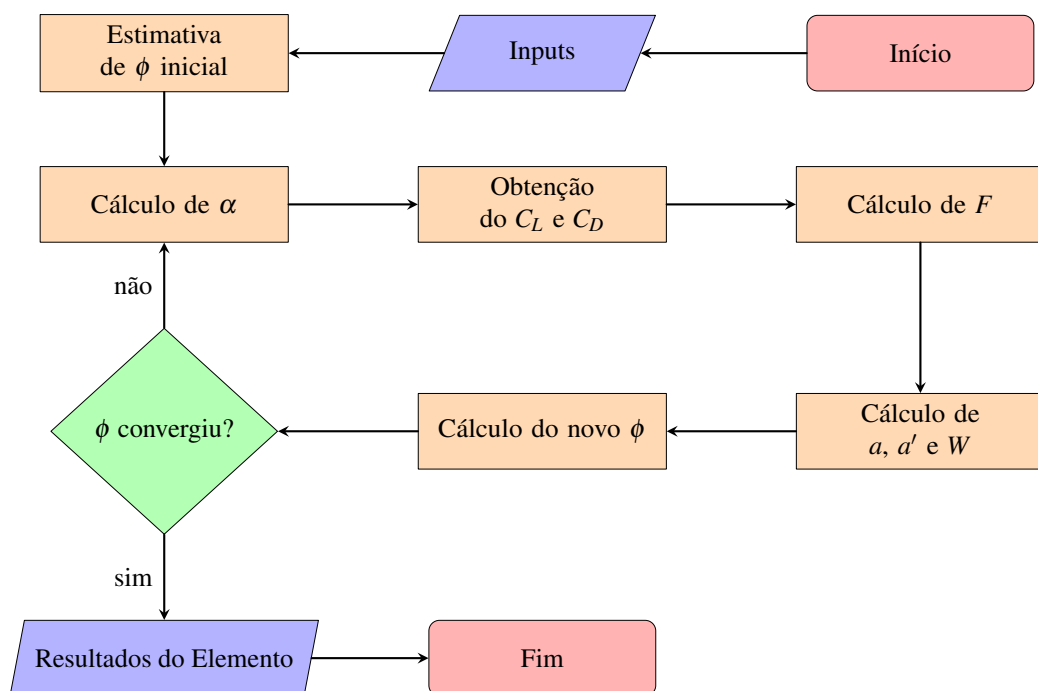 Estimativa
de ϕ inicial
Inputs
Início
Cálculo de α
Obtenção
do C_L e C_D
Cálculo de F
não
ϕ convergiu?
Cálculo do novo ϕ
Cálculo de
a, a′ e W
sim
Resultados do Elemento
Fim